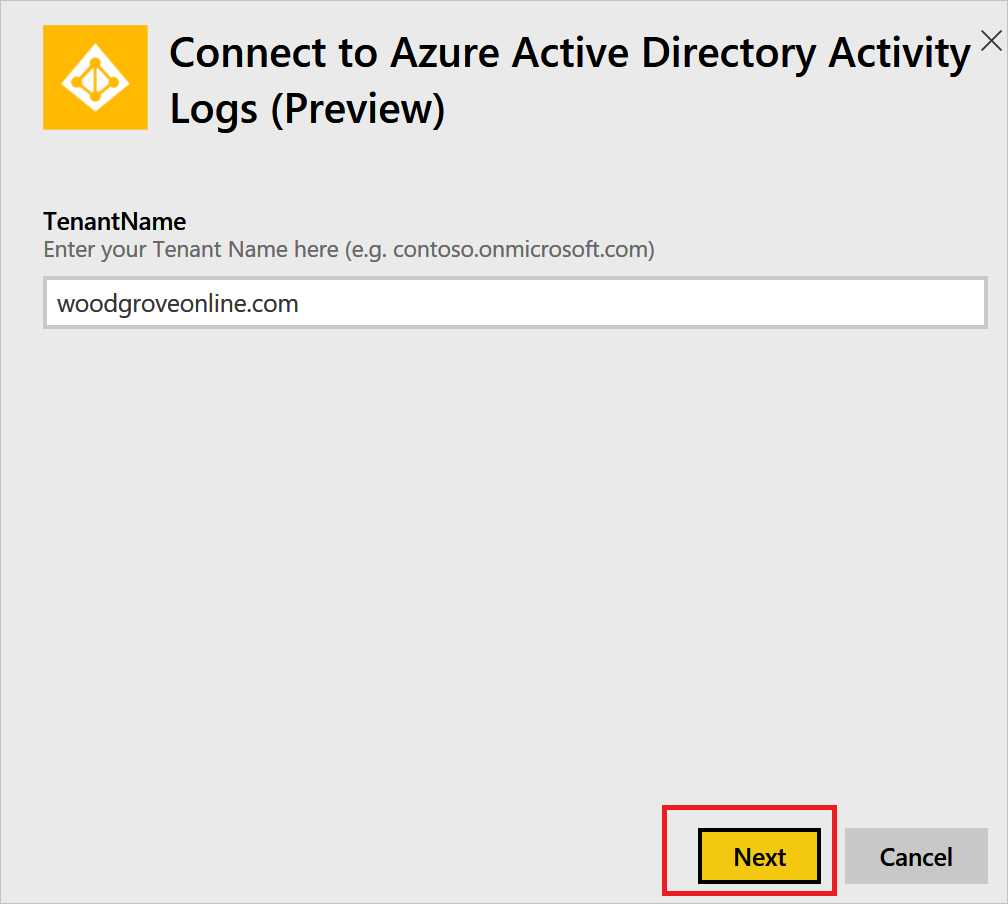 Connect to Azure Active Directory Activity
Logs (Preview)
TenantName
Enter your Tenant Name here (e.g. contoso.onmicrosoft.com)
woodgroveonline.com
Next
Cancel